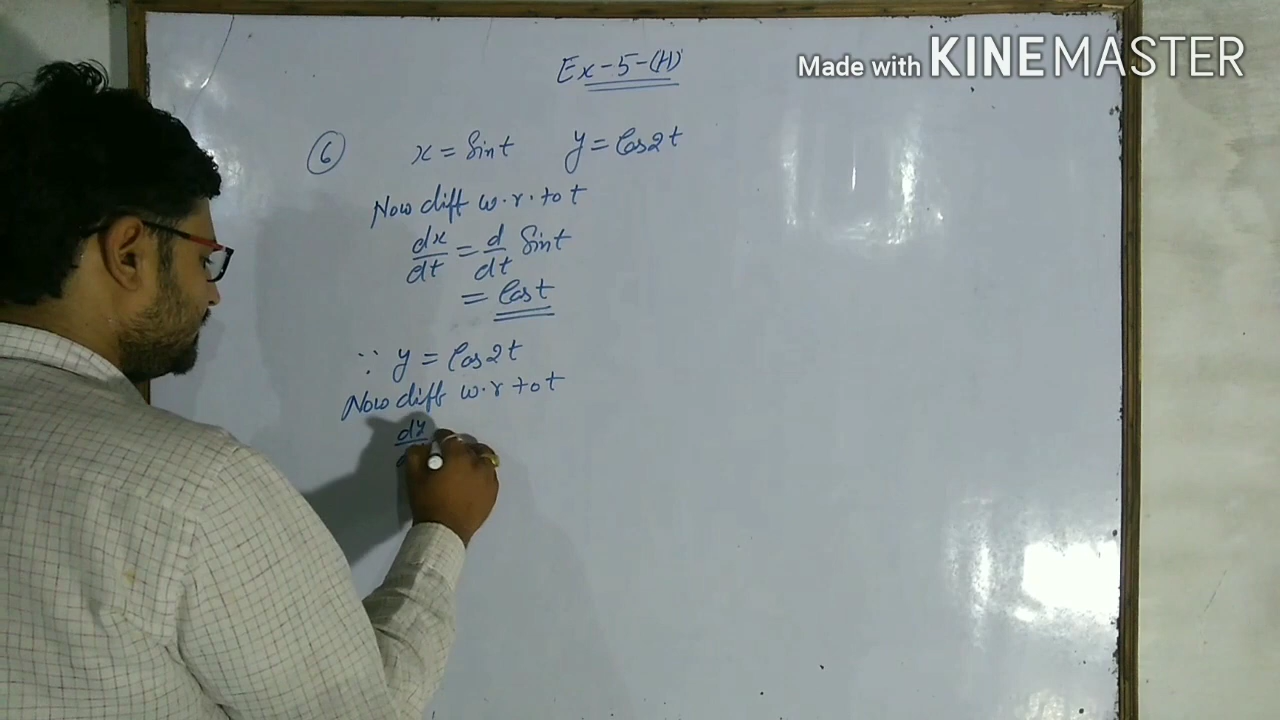 Made with KINEMASTER
Ex-5-(H)
6 x = Sint y = Cos2t
Now diff w.r.to t
dx/dt = d/dt Sint
= Cost
∵ y = Cos2t
Now diff w.r to t
dy